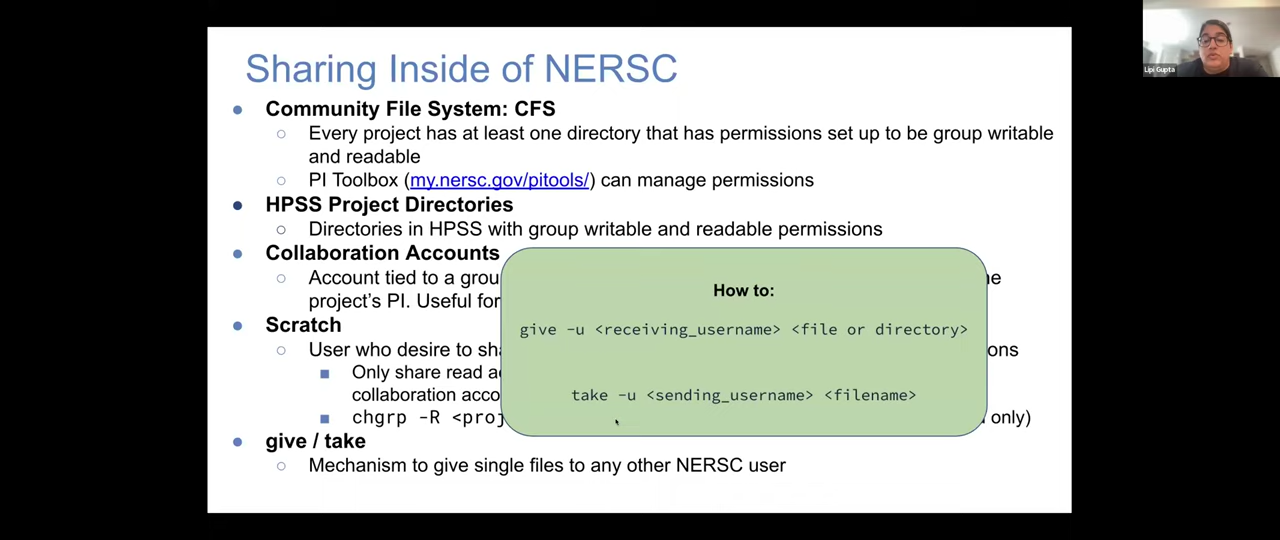 Sharing Inside of NERSC
Lipi Gupta
● Community File System: CFS
○ Every project has at least one directory that has permissions set up to be group writable
and readable
○ PI Toolbox (my.nersc.gov/pitools/) can manage permissions
● HPSS Project Directories
○ Directories in HPSS with group writable and readable permissions
● Collaboration Accounts
○ Account tied to a grou
project's PI. Useful for
● Scratch
○ User who desire to sh
■ Only share read a
collaboration acco
■ chgrp -R <proj only)
● give / take
○ Mechanism to give single files to any other NERSC user
How to:
give -u <receiving_username> <file or directory>
take -u <sending_username> <filename>